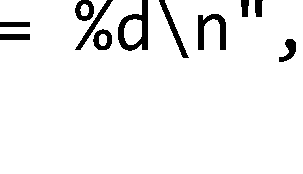 = %d\n",